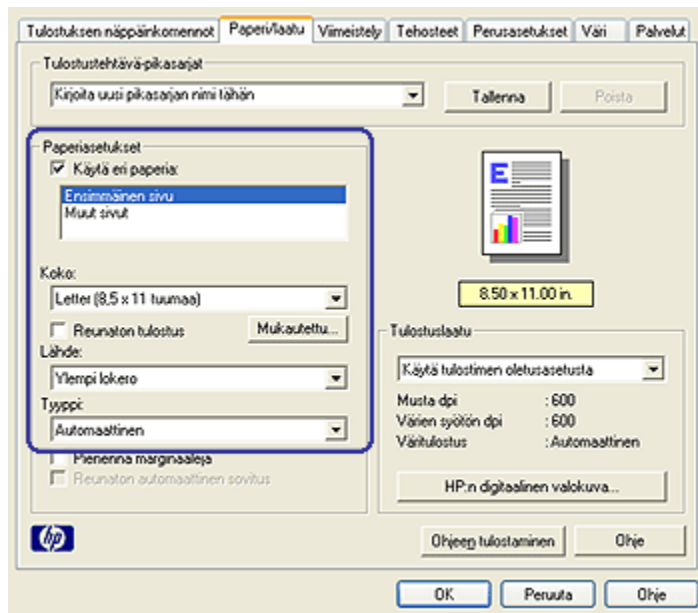 Tulostuksen näppäinkomennot Paperi/laatu Viimeistely Tehosteet Perusasetukset Väri Palvelut
Tulostustehtävä-pikasarjat
Kirjoita uusi pikasarjan nimi tähän
Tallenna
Poista
Paperiasetukset
Käytä eri paperia:
Ensimmäinen sivu
Muut sivut
Koko:
Letter (8,5 x 11 tuumaa)
Reunaton tulostus
Mukautettu...
Lähde:
Ylempi lokero
Tyyppi:
Automaattinen
Pienennä marginaaleja
Reunaton automaattinen sovitus
E
8.50 x 11.00 in.
Tulostuslaatu
Käytä tulostimen oletusasetusta
Musta dpi : 600
Värien syötön dpi : 600
Väritulostus : Automaattinen
HP:n digitaalinen valokuva...
hp
Ohjeen tulostaminen
Ohje
OK Peruuta Ohje